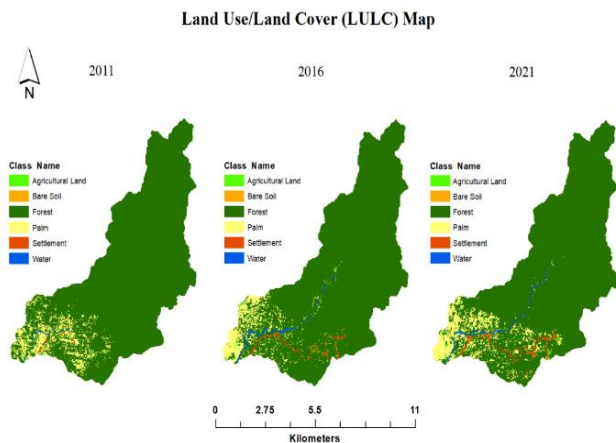 Land Use/Land Cover (LULC) Map
2011
2016
2021
N
Class Name
Agricultural Land
Bare Soil
Forest
Palm
Settlement
Water
Class Name
Agricultural Land
Bare Soil
Forest
Palm
Settlement
Water
Class Name
Agricultural Land
Bare Soil
Forest
Palm
Settlement
Water
0 2.75 5.5 11
Kilometers